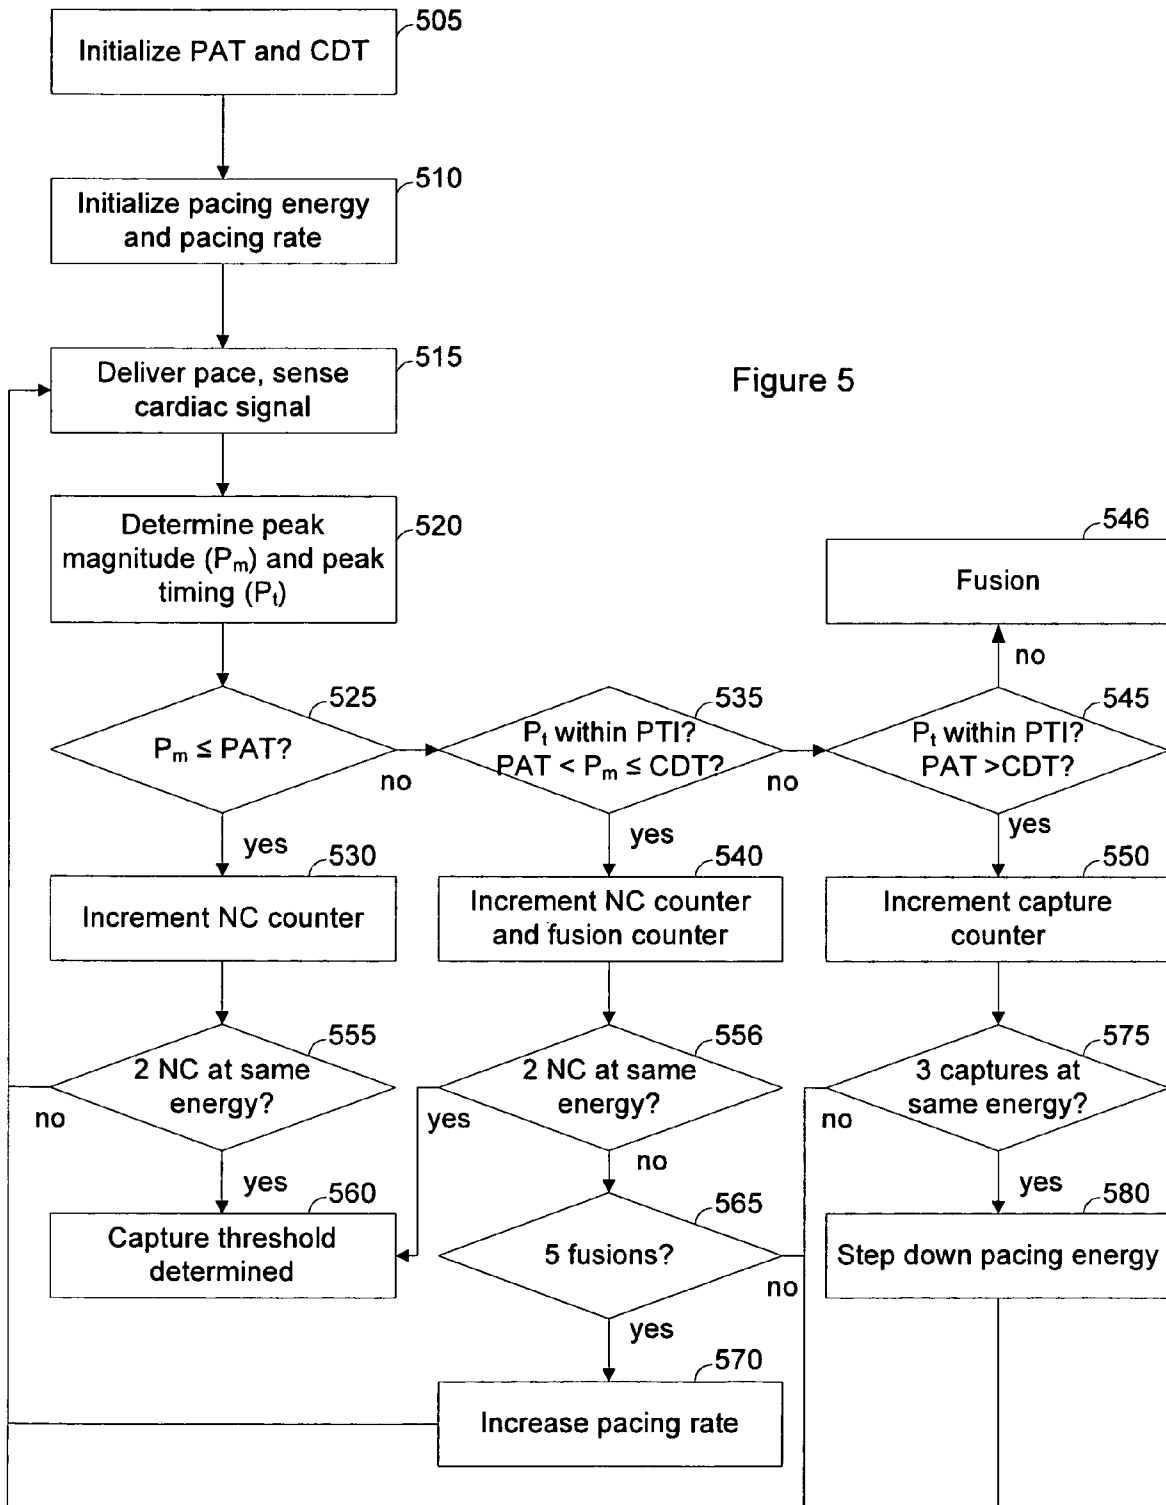 505
Initialize PAT and CDT
510
Initialize pacing energy
and pacing rate
515
Deliver pace, sense
cardiac signal
Figure 5
520
Determine peak
magnitude (Pm) and peak
timing (Pt)
546
Fusion
no
525
Pm ≤ PAT?
no
535
Pt within PTI?
PAT < Pm ≤ CDT?
no
545
Pt within PTI?
PAT >CDT?
yes
530
Increment NC counter
yes
540
Increment NC counter
and fusion counter
yes
550
Increment capture
counter
555
2 NC at same
energy?
no
yes
556
2 NC at same
energy?
yes
no
575
3 captures at
same energy?
no
yes
560
Capture threshold
determined
565
5 fusions?
no
yes
580
Step down pacing energy
570
Increase pacing rate